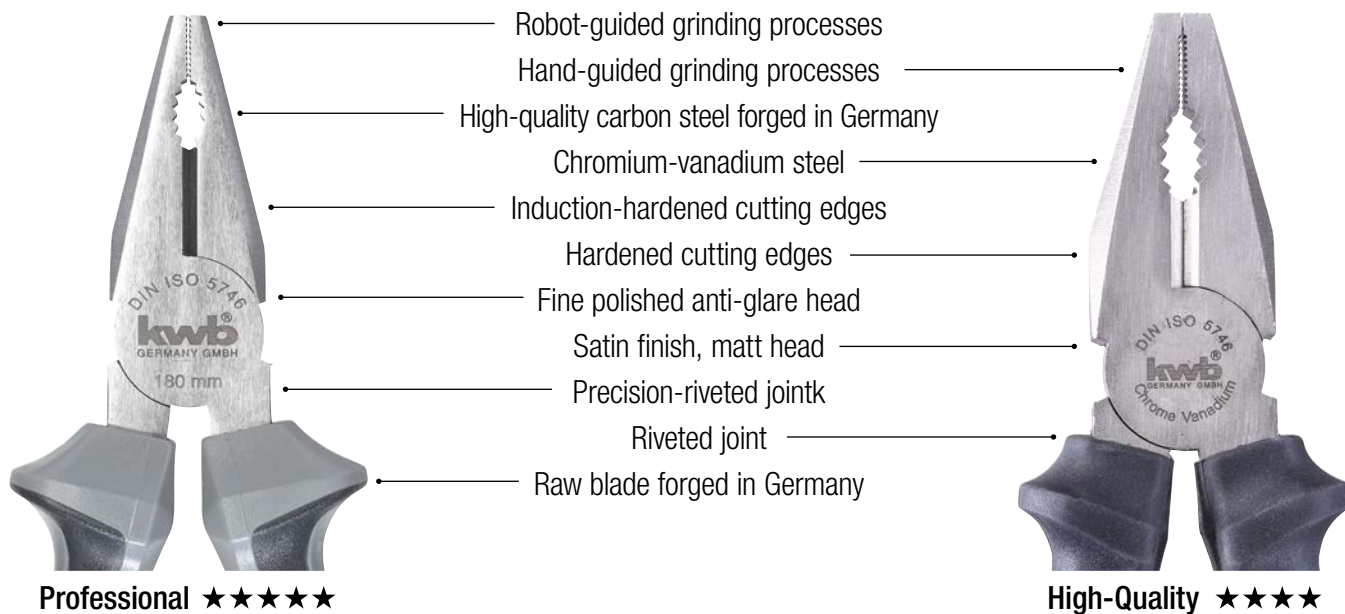 Robot-guided grinding processes
Hand-guided grinding processes
High-quality carbon steel forged in Germany
Chromium-vanadium steel
Induction-hardened cutting edges
Hardened cutting edges
Fine polished anti-glare head
Satin finish, matt head
Precision-riveted jointk
Riveted joint
Raw blade forged in Germany
DIN ISO 5746
kwb®
GERMANY GMBH
180 mm
DIN ISO 5746
kwb®
GERMANY GMBH
Chrome Vanadium
Professional ★★★★★
High-Quality ★★★★